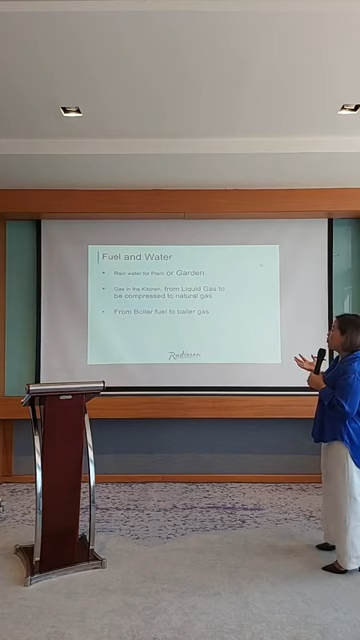 Fuel and Water
• Rain water for Plant or Garden
• Gas in the Kitchen, from Liquid Gas to
be compressed to natural gas.
• From Boiler fuel to bailer gas
Radisson